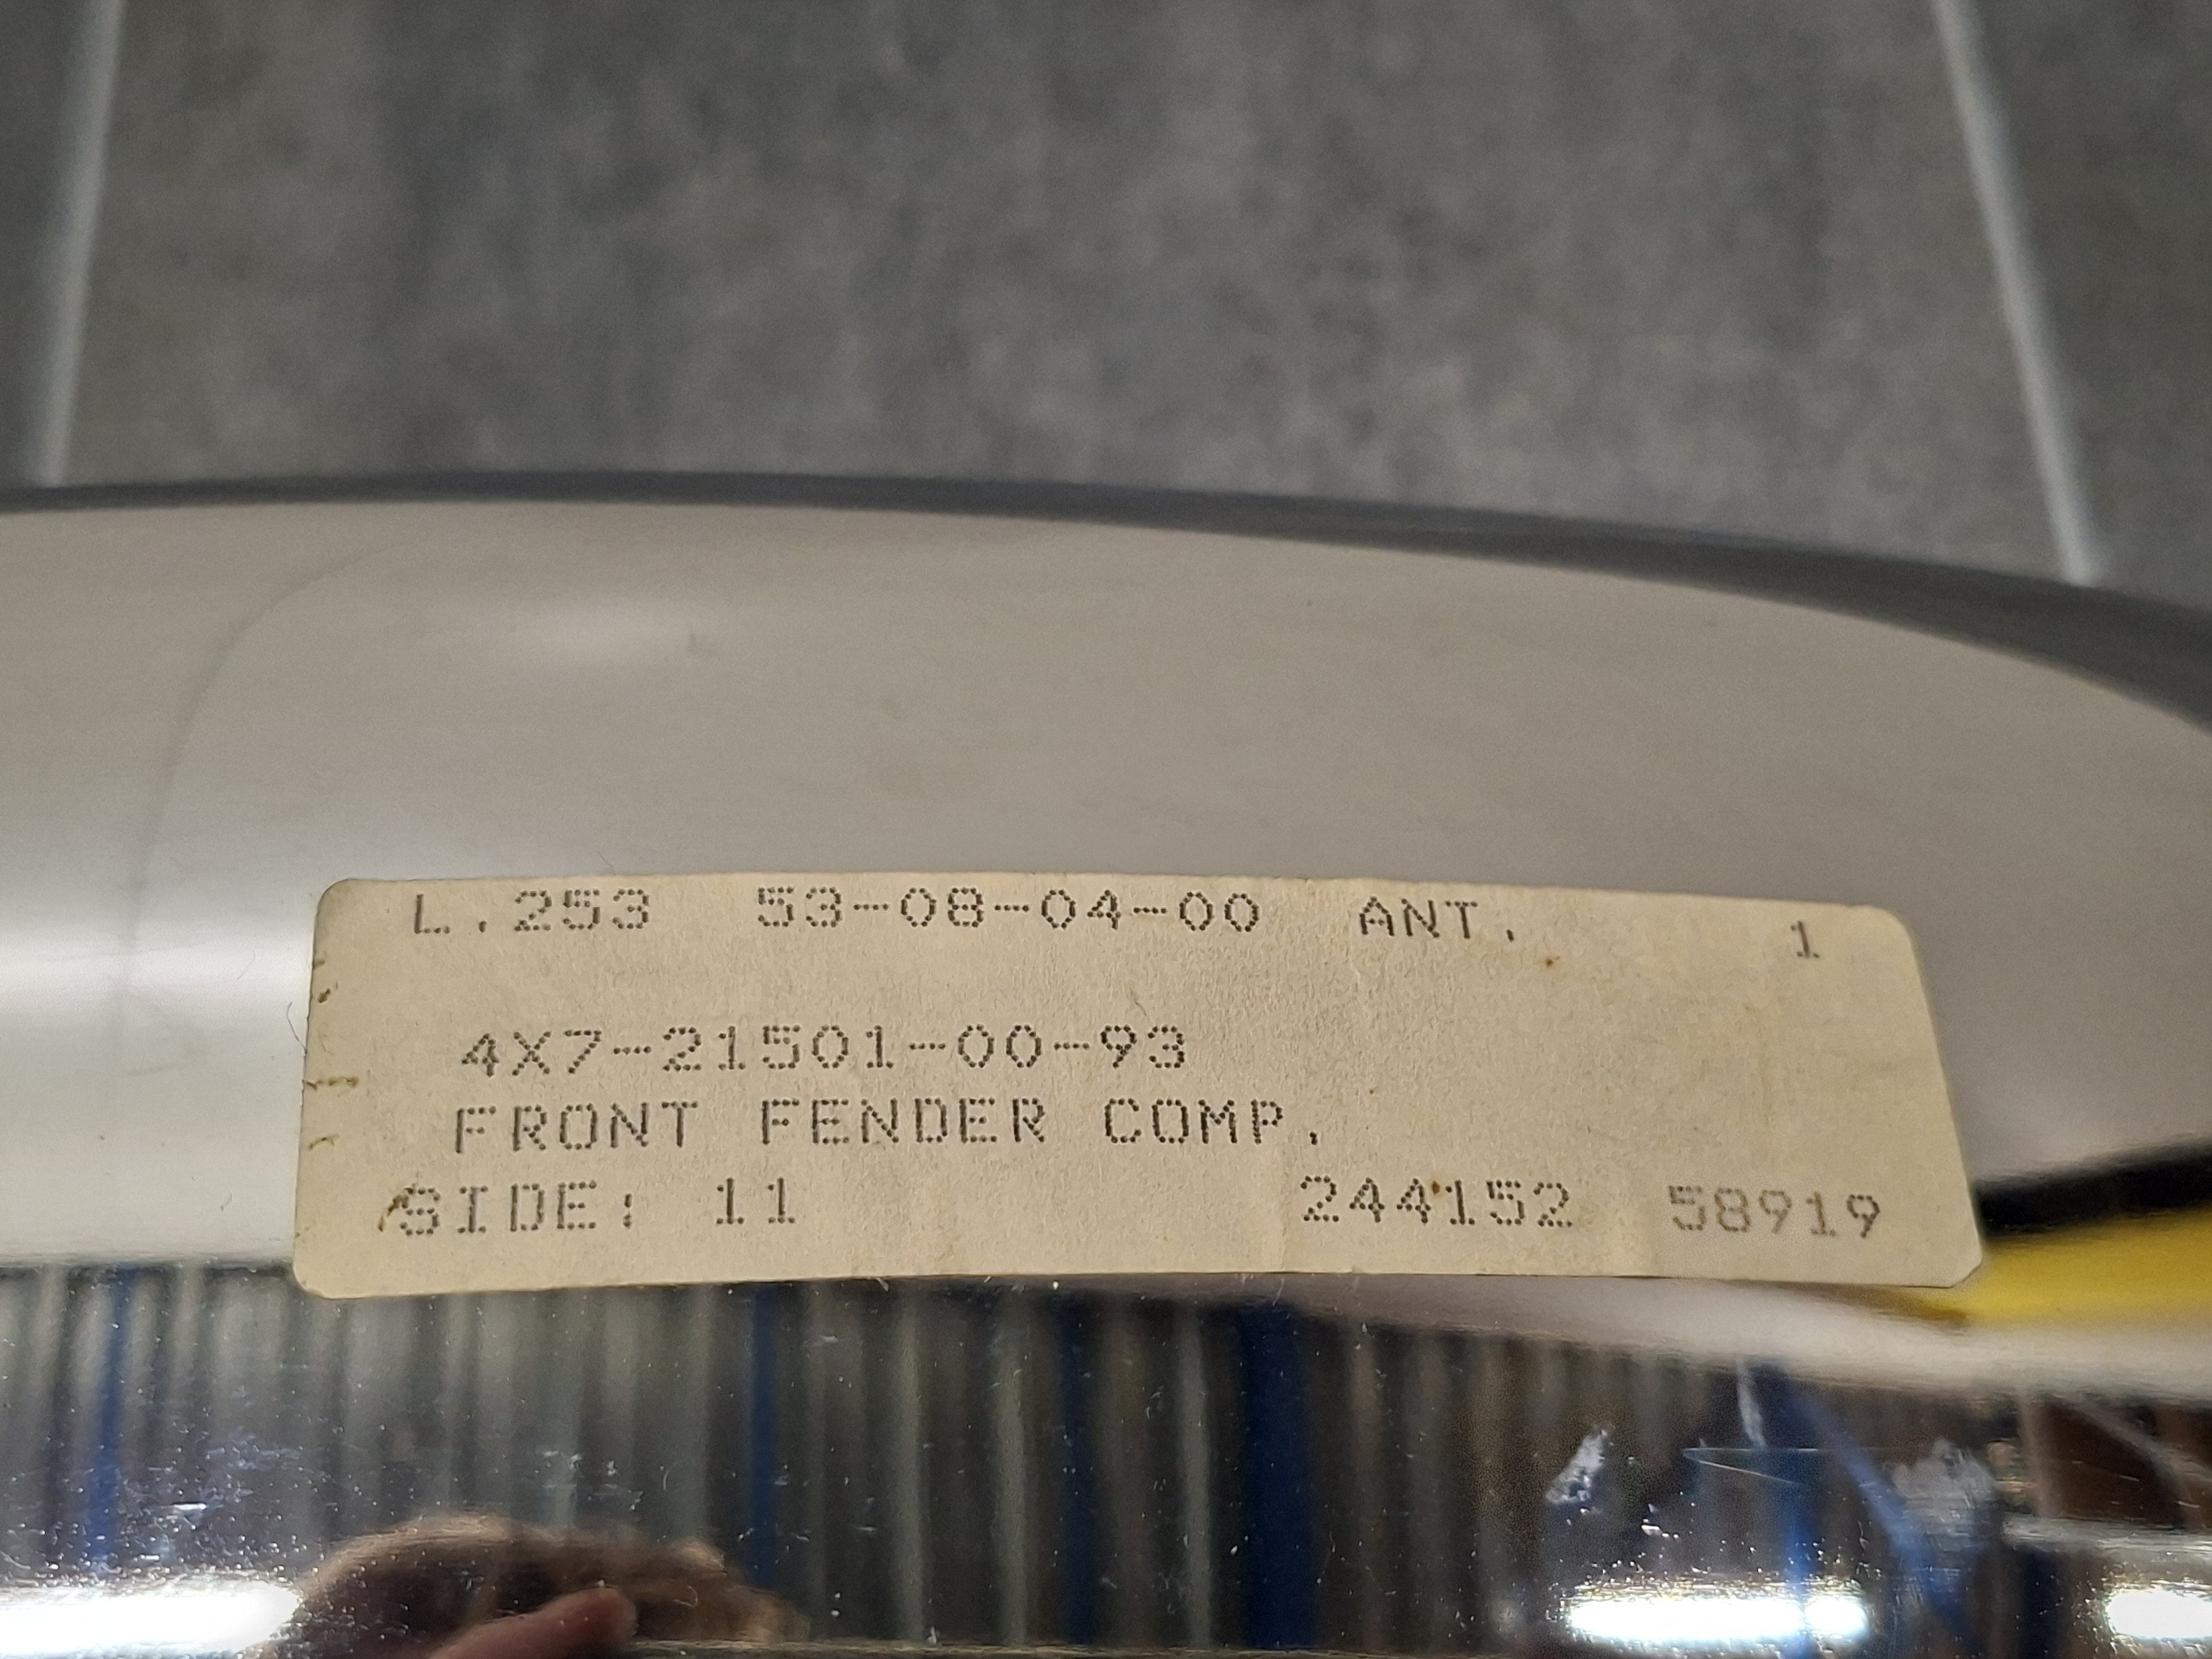 L.253 53-08-04-00 ANT. 1
4X7-21501-00-93
FRONT FENDER COMP.
SIDE: 11 244152 58919